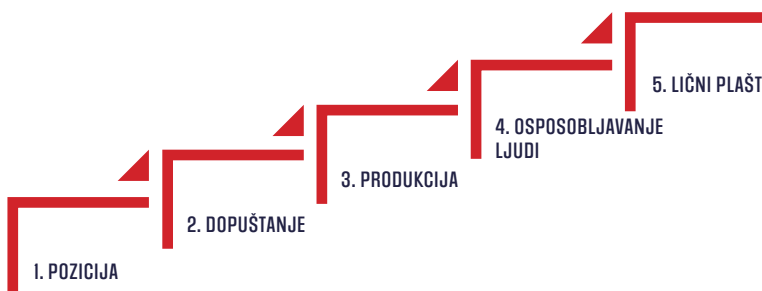 1. POZICIJA
2. DOPUŠTANJE
3. PRODUKCIJA
4. OSPOSOBLJAVANJE
LJUDI
5. LIČNI PLAŠT